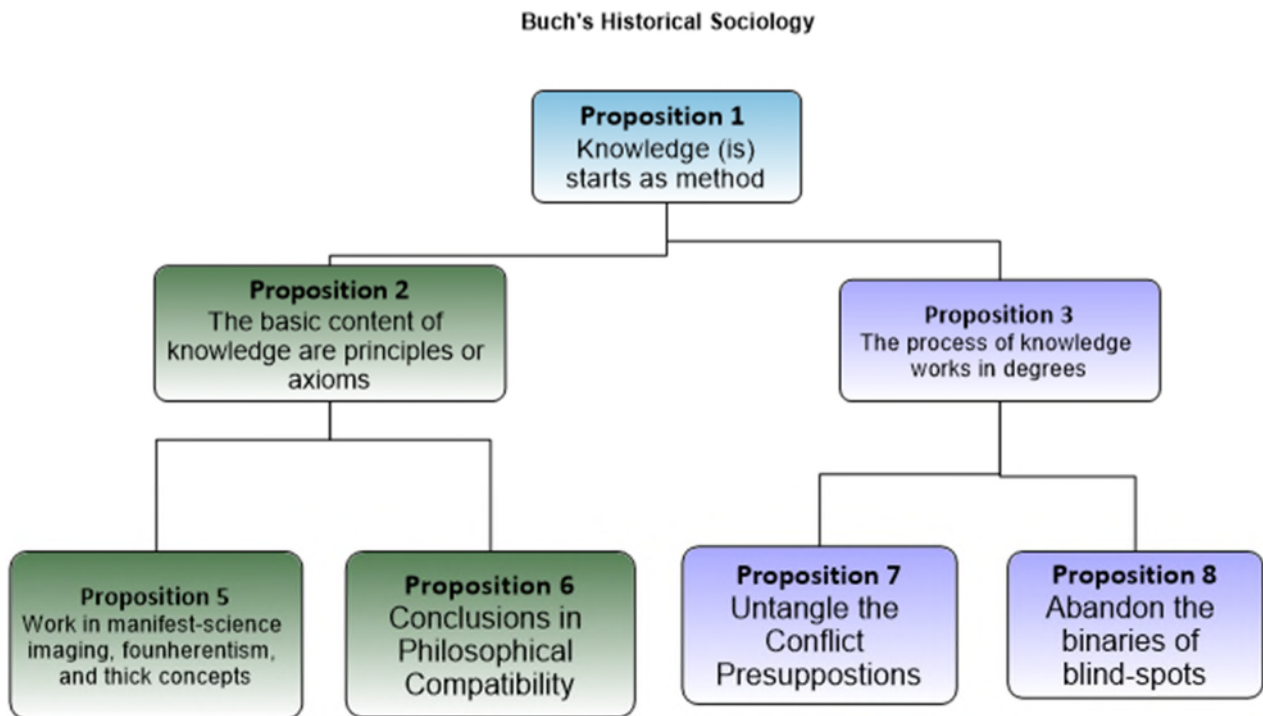 Buch's Historical Sociology
Proposition 1
Knowledge (is)
starts as method
Proposition 2
The basic content of
knowledge are principles or
axioms
Proposition 3
The process of knowledge
works in degrees
Proposition 5
Work in manifest-science
imaging, founherentism,
and thick concepts
Proposition 6
Conclusions in
Philosophical
Compatibility
Proposition 7
Untangle the
Conflict
Presuppostions
Proposition 8
Abandon the
binaries of
blind-spots